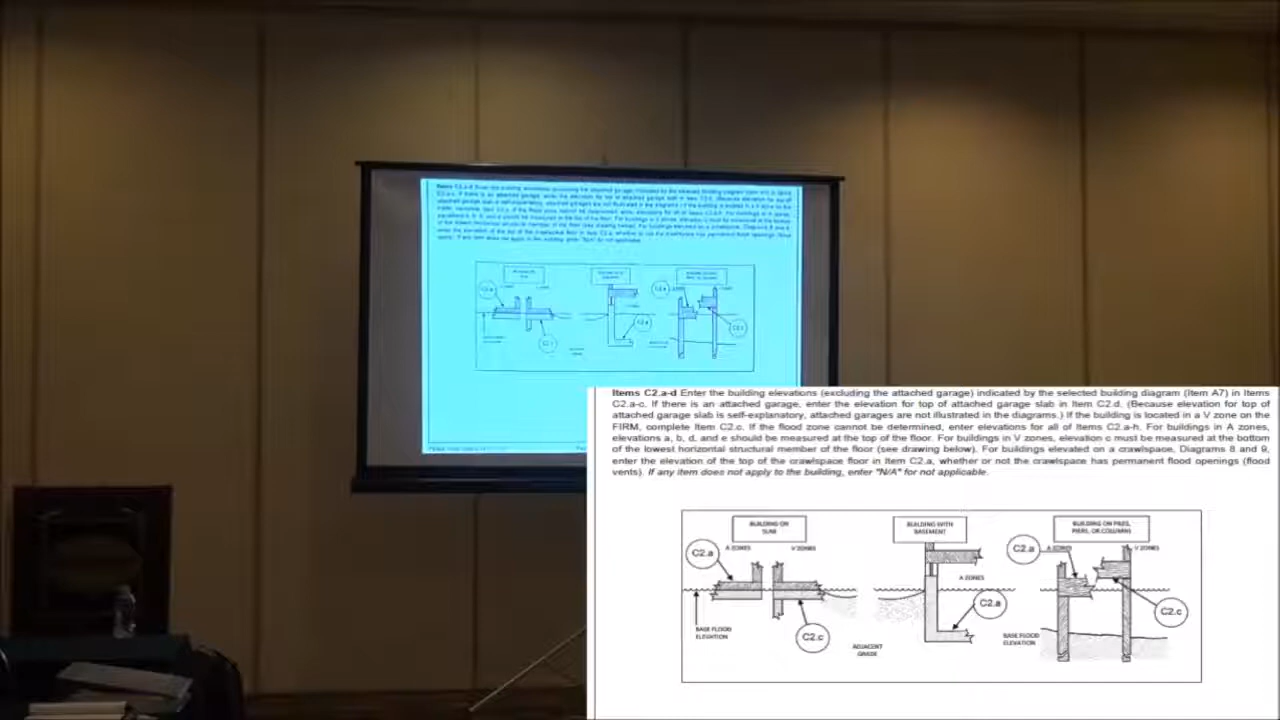 Items C2.a-d Enter the building elevations (excluding the attached garage) indicated by the selected building diagram (Item A7) in Items
C2.a-c. If there is an attached garage, enter the elevation for top of attached garage slab in Item C2.d. (Because elevation for top of
attached garage slab is self-explanatory, attached garages are not illustrated in the diagrams.) If the building is located in a V zone on the
FIRM, complete Item C2.c. If the flood zone cannot be determined, enter elevations for all of Items C2.a-h. For buildings in A zones,
elevations a, b, d, and e should be measured at the top of the floor. For buildings in V zones, elevation c must be measured at the bottom
of the lowest horizontal structural member of the floor (see drawing below). For buildings elevated on a crawlspace, Diagrams 8 and 9,
enter the elevation of the top of the crawlspace floor in Item C2.a, whether or not the crawlspace has permanent flood openings (flood
vents). If any item does not apply to the building, enter "N/A" for not applicable.
BUILDING ON
SLAB
C2.a
A ZONES
V ZONES
BASE FLOOD
ELEVATION
C2.c
ADJACENT
GRADE
BUILDING WITH
BASEMENT
A ZONES
C2.a
BUILDING ON PILES,
PIERS, OR COLUMNS
C2.a
A ZONES
V ZONES
C2.c
BASE FLOOD
ELEVATION